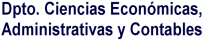 Dpto. Ciencias Económicas,
Administrativas y Contables